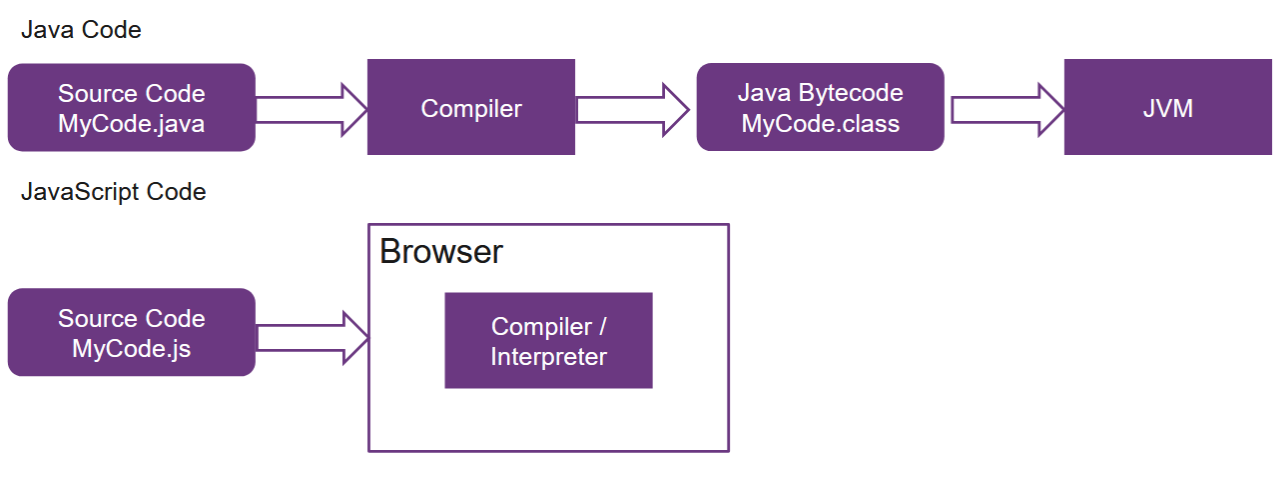 Java Code
Source Code
MyCode.java
Compiler
Java Bytecode
MyCode.class
JVM
JavaScript Code
Browser
Source Code
MyCode.js
Compiler /
Interpreter